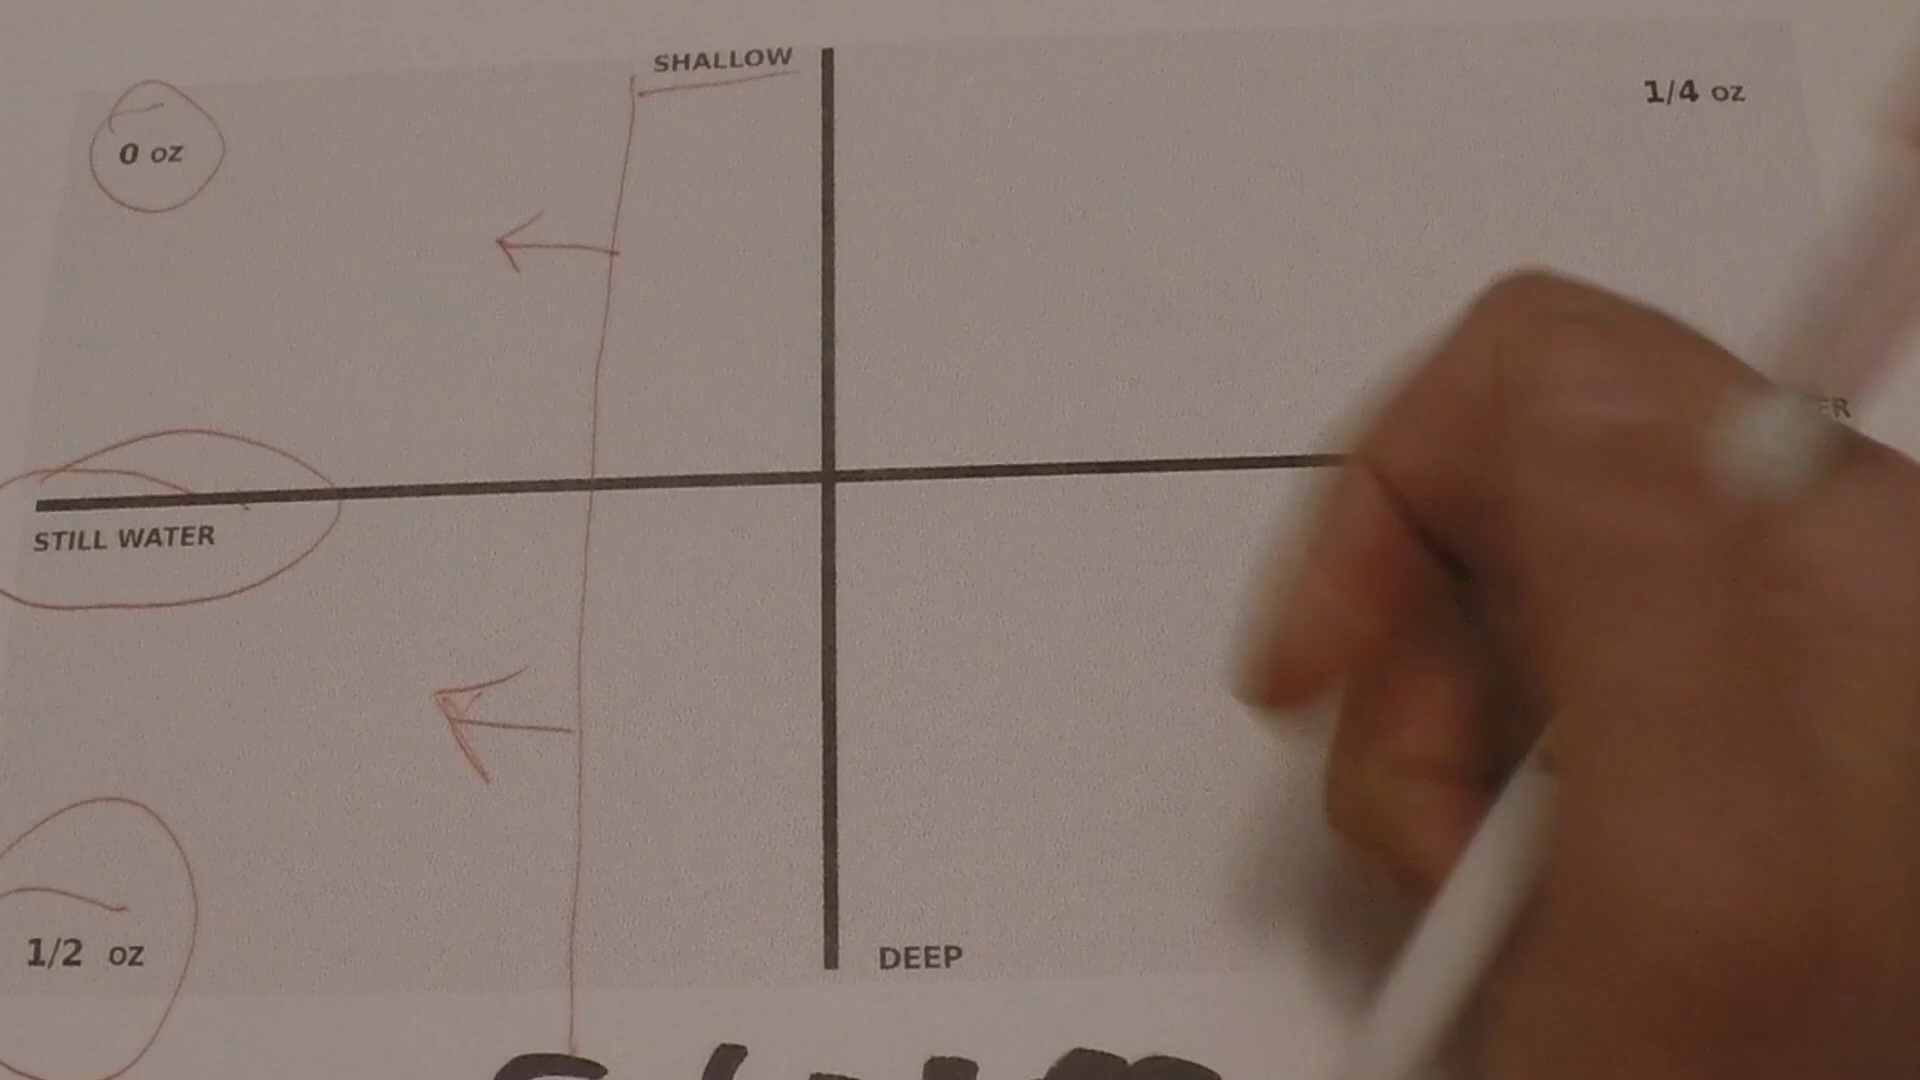 SHALLOW
0 oz
1/4 oz
STILL WATER
1/2 oz
DEEP